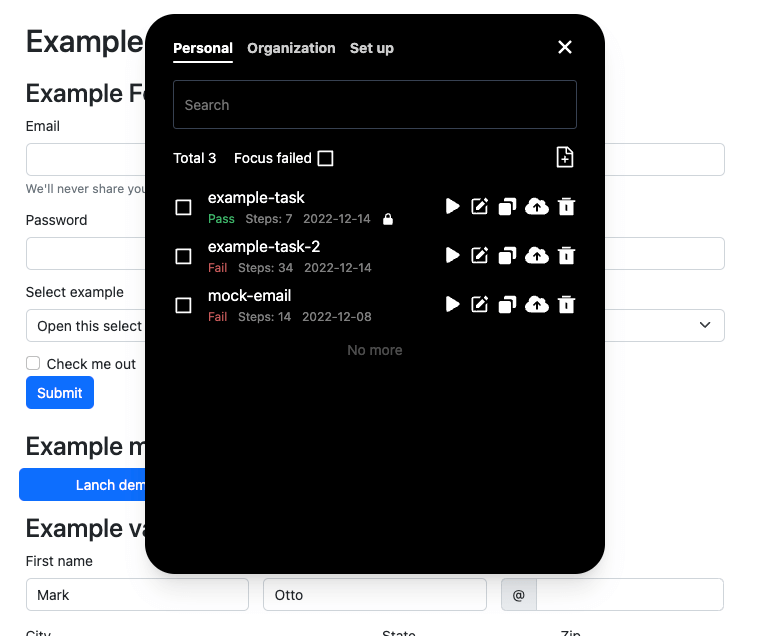 Example
Personal Organization Set up
Search
Example Fo
Email
Total 3 Focus failed
We'll never share you
example-task
Pass Steps: 7 2022-12-14
Password
example-task-2
Fail Steps: 34 2022-12-14
Select example
mock-email
Fail Steps: 14 2022-12-08
Open this select
No more
Check me out
Submit
Example m
Lanch dem
Example va
First name
Mark Otto @
City State Zip